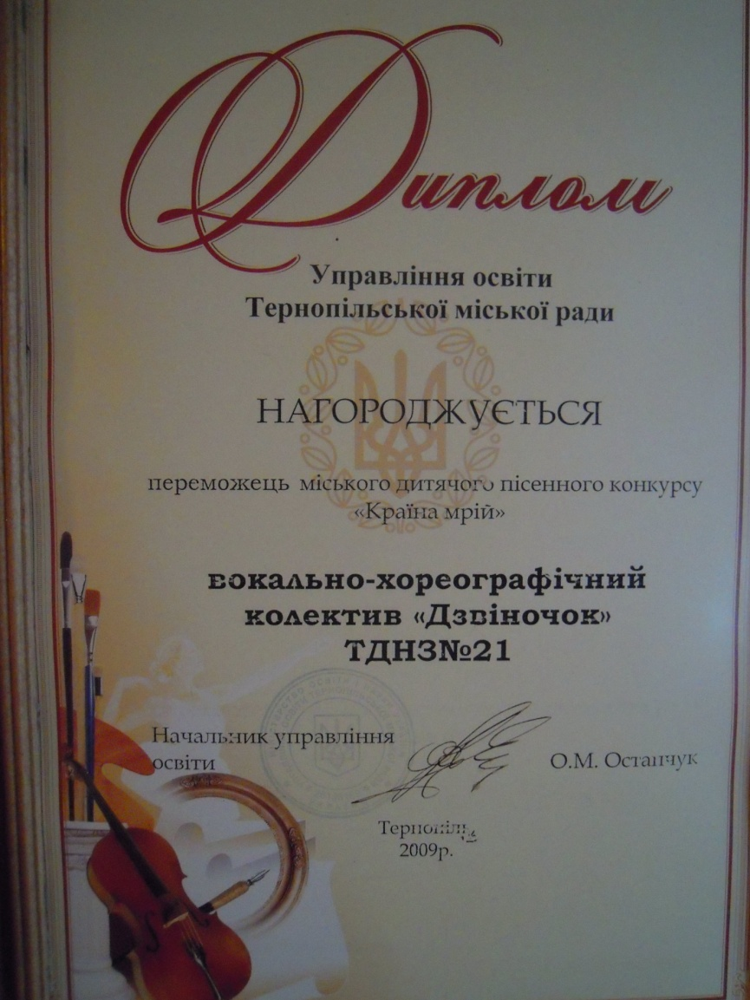 Диплом
Управління освіти
Тернопільської міської ради
НАГОРОДЖУЄТЬСЯ
переможець міського дитячого пісенного конкурсу
«Країна мрій»
вокально-хореографічний
колектив «Дзвіночок»
ТДНЗ№21
Начальник управління
освіти
О.М. Остапчук
Тернопіль
2009р.